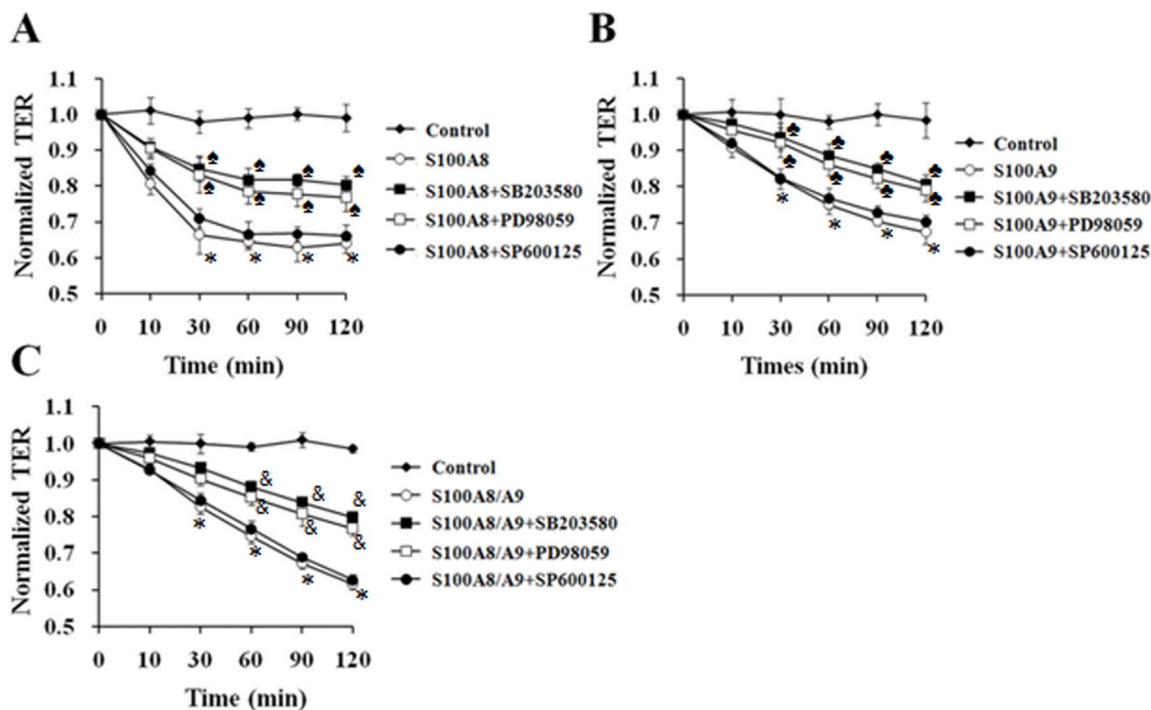 A
Normalized TER
1.1
1.0
0.9
0.8
0.7
0.6
0.5
0 10 30 60 90 120
Time (min)
♠ ♠ ♠ ♠
♠ ♠ ♠ ♠
* * * *
Control
S100A8
S100A8+SB203580
S100A8+PD98059
S100A8+SP600125
B
Normalized TER
1.1
1.0
0.9
0.8
0.7
0.6
0.5
0 10 30 60 90 120
Times (min)
♣ ♣ ♣ ♣
♣ ♣ ♣ ♣
* * * *
Control
S100A9
S100A9+SB203580
S100A9+PD98059
S100A9+SP600125
C
Normalized TER
1.1
1.0
0.9
0.8
0.7
0.6
0.5
0 10 30 60 90 120
Time (min)
& & &
& & &
* * * *
Control
S100A8/A9
S100A8/A9+SB203580
S100A8/A9+PD98059
S100A8/A9+SP600125